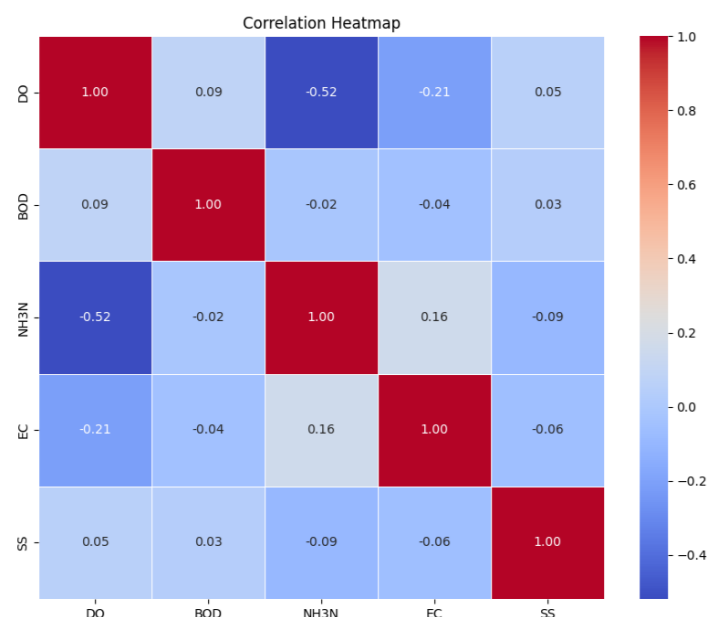 Correlation Heatmap
DO 1.00 0.09 -0.52 -0.21 0.05
BOD 0.09 1.00 -0.02 -0.04 0.03
NH3N -0.52 -0.02 1.00 0.16 -0.09
EC -0.21 -0.04 0.16 1.00 -0.06
SS 0.05 0.03 -0.09 -0.06 1.00
DO BOD NH3N EC SS
1.0
0.8
0.6
0.4
0.2
0.0
−0.2
−0.4